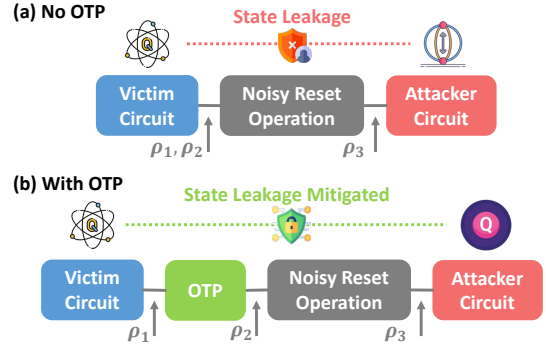 (a) No OTP
State Leakage
Q
Victim
Circuit
Noisy Reset
Operation
Attacker
Circuit
ρ1, ρ2
ρ3
(b) With OTP
State Leakage Mitigated
Q
Q
Victim
Circuit
OTP
Noisy Reset
Operation
Attacker
Circuit
ρ1
ρ2
ρ3